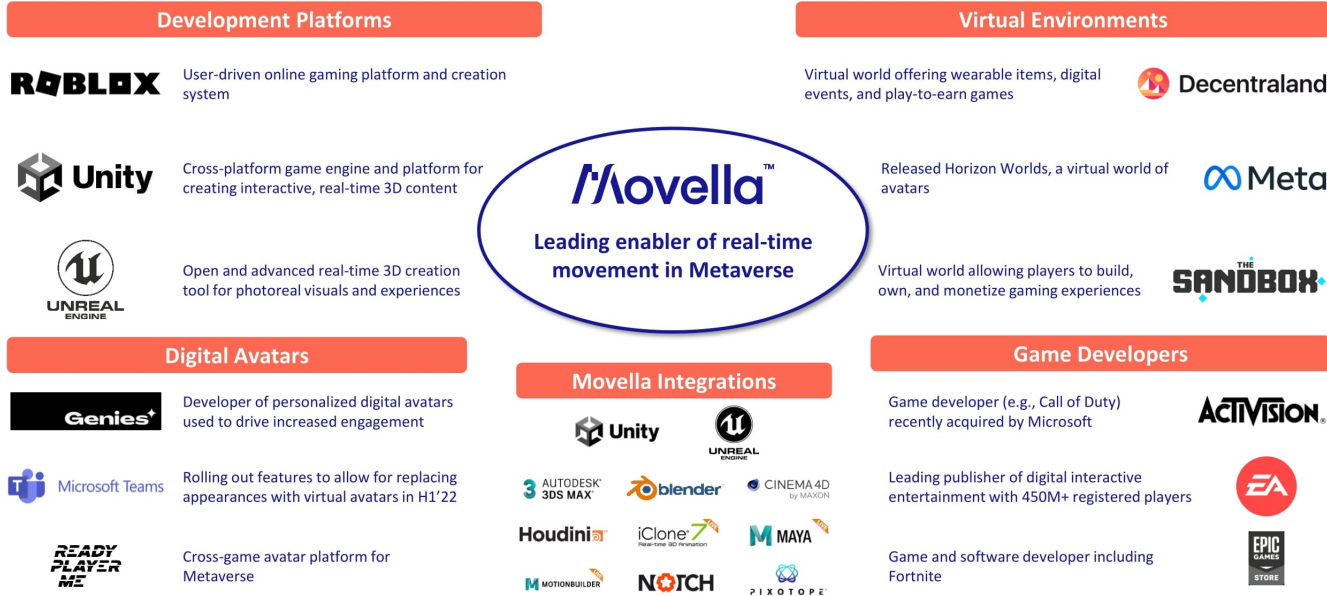 Development Platforms
ROBLOX
User-driven online gaming platform and creation
system
Unity
Cross-platform game engine and platform for
creating interactive, real-time 3D content
UNREAL
ENGINE
Open and advanced real-time 3D creation
tool for photoreal visuals and experiences
Movella™
Leading enabler of real-time
movement in Metaverse
Virtual Environments
Virtual world offering wearable items, digital
events, and play-to-earn games
Decentraland
Released Horizon Worlds, a virtual world of
avatars
Meta
Virtual world allowing players to build,
own, and monetize gaming experiences
THE
SANDBOX
Digital Avatars
Genies
Developer of personalized digital avatars
used to drive increased engagement
Microsoft Teams
Rolling out features to allow for replacing
appearances with virtual avatars in H1'22
READY
PLAYER
ME
Cross-game avatar platform for
Metaverse
Movella Integrations
Unity
UNREAL
ENGINE
3 AUTODESK®
3DS MAX®
blender
CINEMA 4D
by MAXON
Houdini
iClone 7 LIVE
Real-time 3D Animation
M MAYA LIVE
M MOTIONBUILDER LIVE
NOTCH
PIXOTOPE
Game Developers
Game developer (e.g., Call of Duty)
recently acquired by Microsoft
ACTIVISION®
Leading publisher of digital interactive
entertainment with 450M+ registered players
EA
Game and software developer including
Fortnite
EPIC
GAMES
STORE